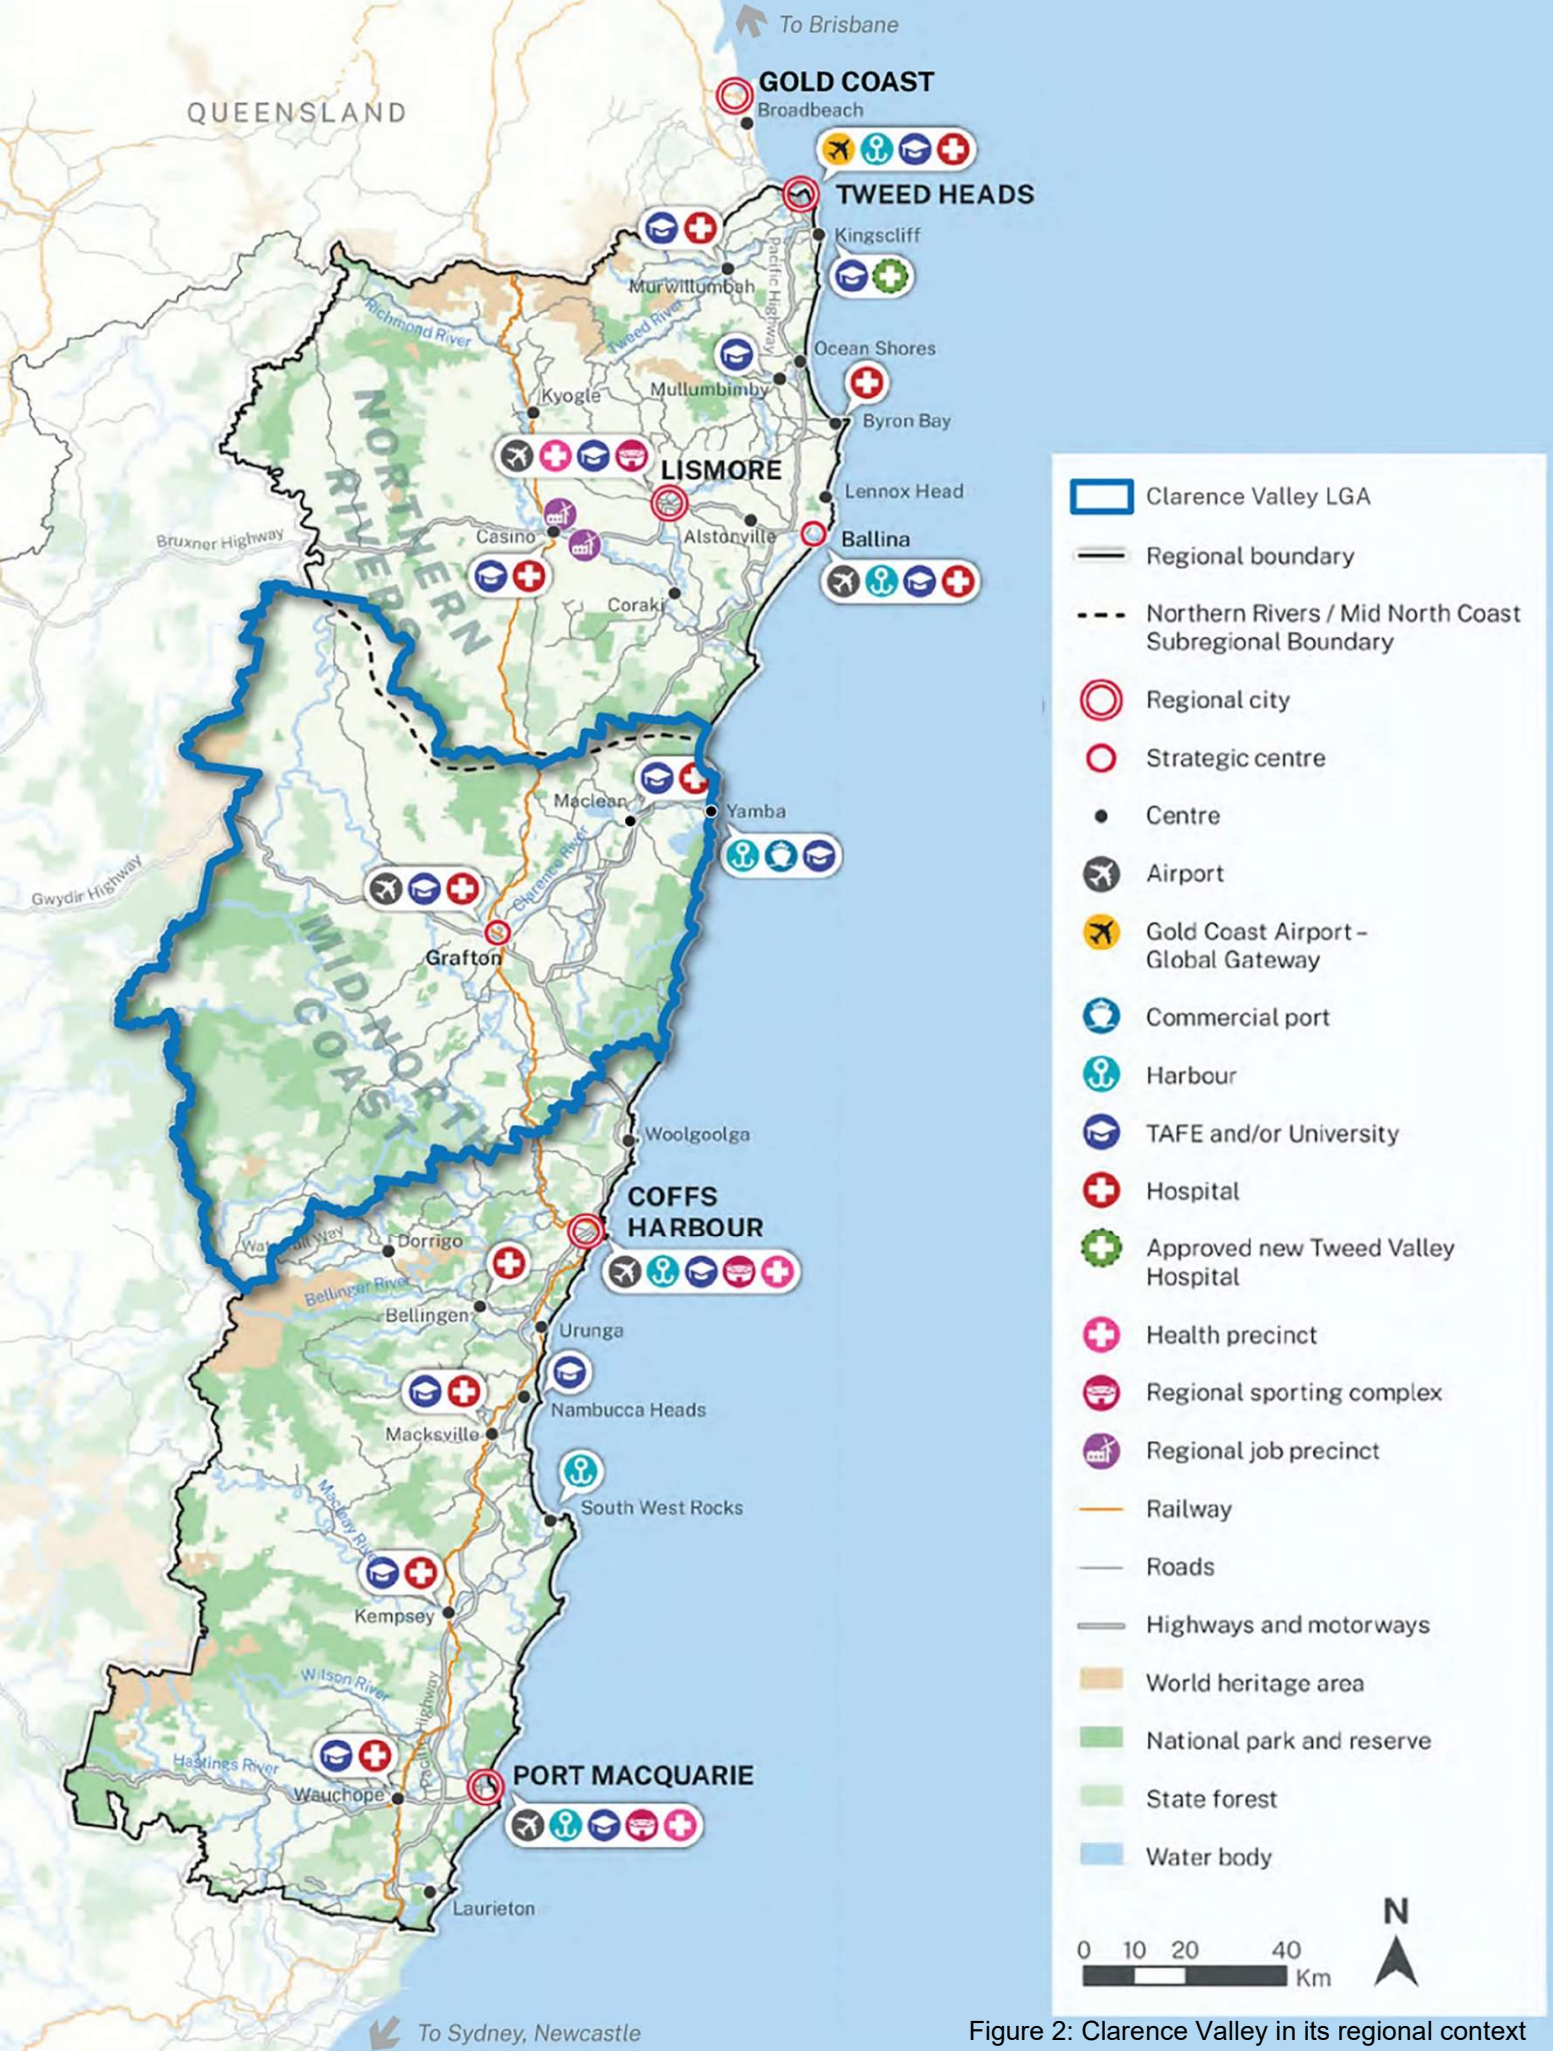 To Brisbane
GOLD COAST
Broadbeach
QUEENSLAND
TWEED HEADS
Kingscliff
Murwillumbah
Pacific Highway
Richmond River
Tweed River
Ocean Shores
Mullumbimby
Kyogle
Byron Bay
NORTHERN
RIVERS
LISMORE
Lennox Head
Bruxner Highway
Casino
Alstonville
Ballina
Coraki
Maclean
Yamba
Gwydir Highway
Clarence River
Grafton
MID NORTH
COAST
Woolgoolga
COFFS
HARBOUR
Waterfall Way
Dorrigo
Bellinger River
Bellingen
Urunga
Nambucca Heads
Macksville
South West Rocks
Macleay River
Kempsey
Wilson River
Pacific Highway
Hastings River
Wauchope
PORT MACQUARIE
Laurieton
To Sydney, Newcastle
Clarence Valley LGA
Regional boundary
Northern Rivers / Mid North Coast
Subregional Boundary
Regional city
Strategic centre
Centre
Airport
Gold Coast Airport –
Global Gateway
Commercial port
Harbour
TAFE and/or University
Hospital
Approved new Tweed Valley
Hospital
Health precinct
Regional sporting complex
Regional job precinct
Railway
Roads
Highways and motorways
World heritage area
National park and reserve
State forest
Water body
N
0 10 20 40
Km
Figure 2: Clarence Valley in its regional context